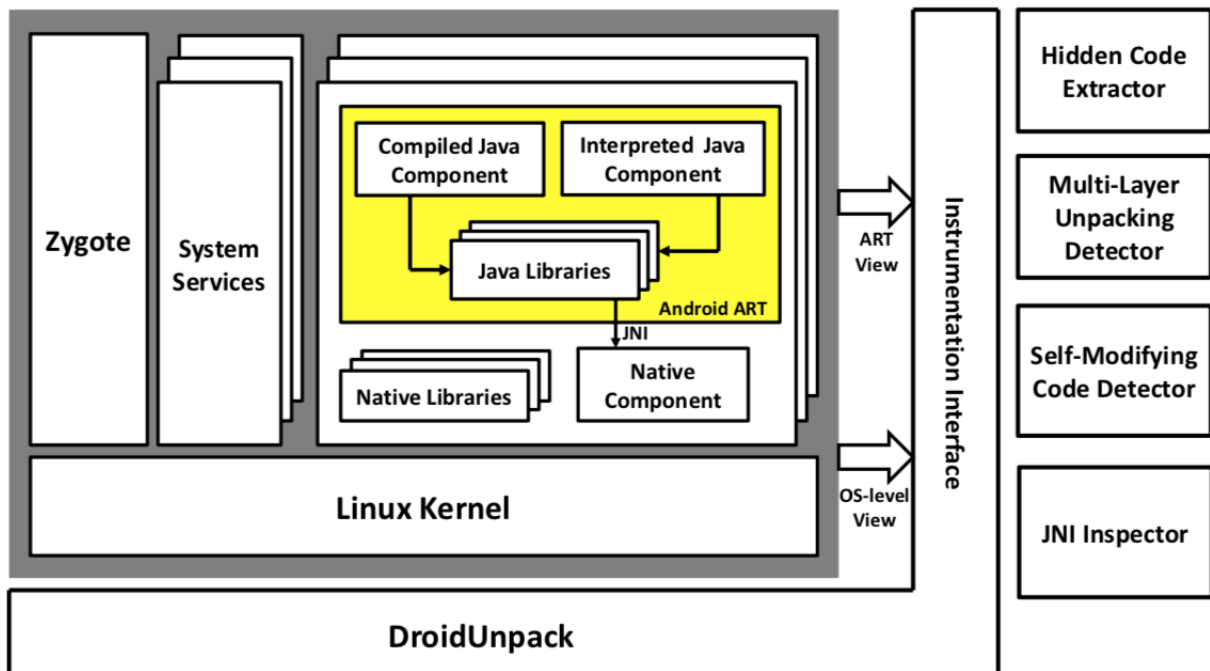 Zygote
System
Services
Compiled Java
Component
Interpreted Java
Component
Java Libraries
Android ART
JNI
Native Libraries
Native
Component
Linux Kernel
ART
View
OS-level
View
Instrumentation Interface
DroidUnpack
Hidden Code
Extractor
Multi-Layer
Unpacking
Detector
Self-Modifying
Code Detector
JNI Inspector